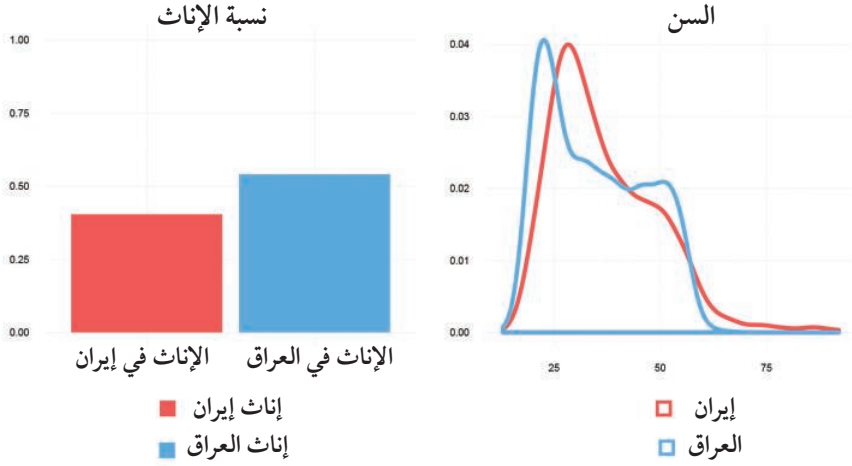 نسبة الإناث
1.00
0.75
0.50
0.25
0.00
الإناث في إيران
الإناث في العراق
إناث إيران
إناث العراق
السن
0.04
0.03
0.02
0.01
0.00
25 50 75
إيران
العراق